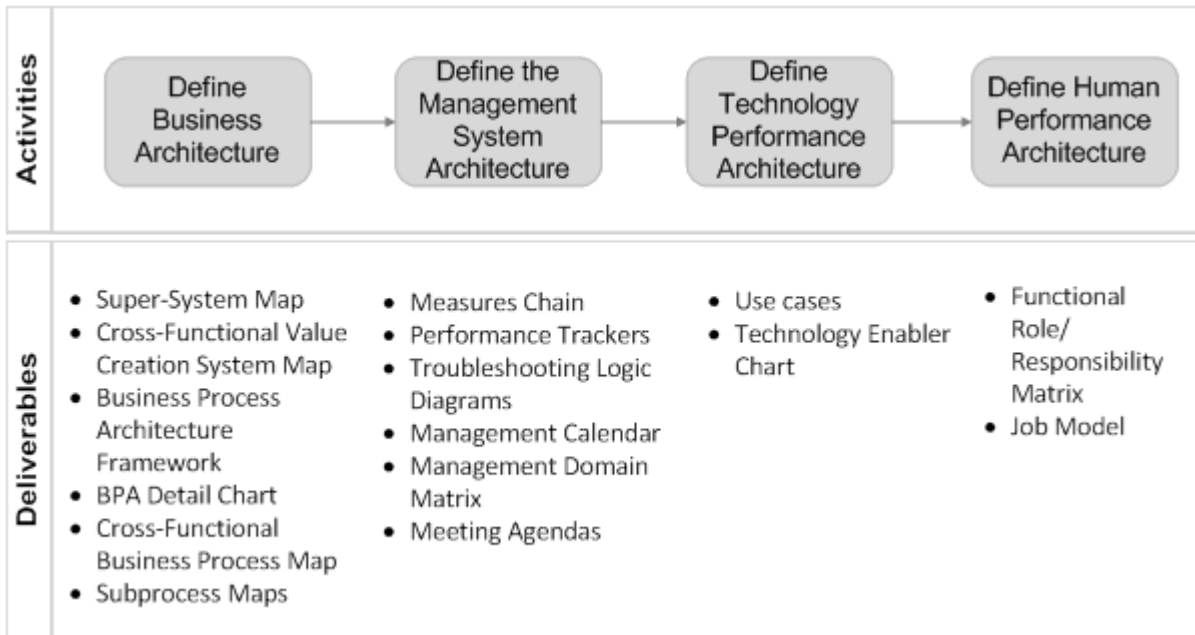 Activities
Define
Business
Architecture
Define the
Management
System
Architecture
Define
Technology
Performance
Architecture
Define Human
Performance
Architecture
Deliverables
• Super-System Map
• Cross-Functional Value
Creation System Map
• Business Process
Architecture
Framework
• BPA Detail Chart
• Cross-Functional
Business Process Map
• Subprocess Maps
• Measures Chain
• Performance Trackers
• Troubleshooting Logic
Diagrams
• Management Calendar
• Management Domain
Matrix
• Meeting Agendas
• Use cases
• Technology Enabler
Chart
• Functional
Role/
Responsibility
Matrix
• Job Model